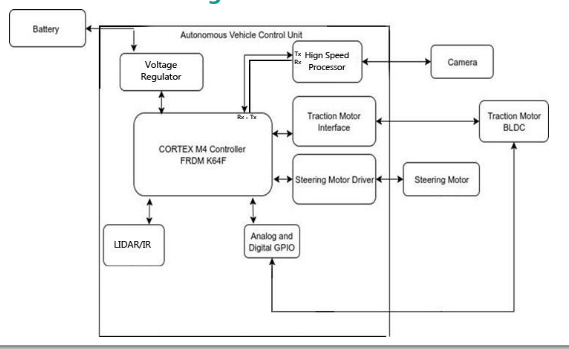 Battery
Autonomous Vehicle Control Unit
Tx
Rx
Hign Speed
Processor
Camera
Voltage
Regulator
Rx - Tx
Traction Motor
Interface
Traction Motor
BLDC
CORTEX M4 Controller
FRDM K64F
Steering Motor Driver
Steering Motor
LIDAR/IR
Analog and
Digital GPIO